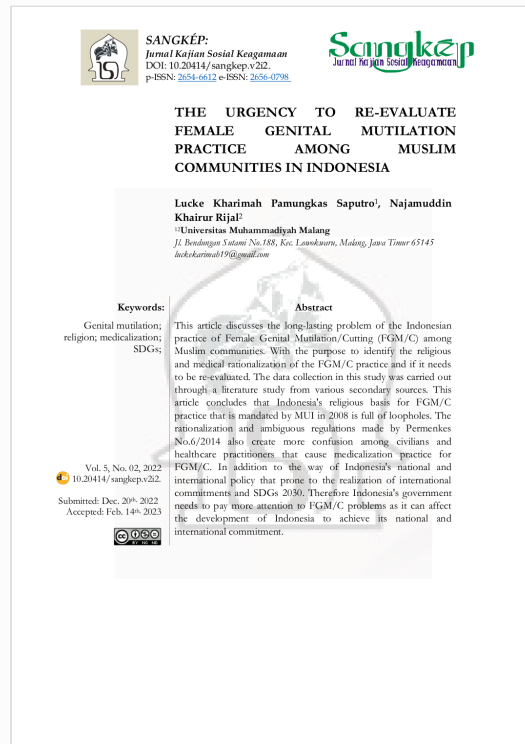 SANGKÉP:
Jurnal Kajian Sosial Keagamaan
DOI: 10.20414/sangkep.v2i2.
p-ISSN: 2654-6612 e-ISSN: 2656-0798
Sangkép
Jurnal Kajian Sosial Keagamaan
THE URGENCY TO RE-EVALUATE
FEMALE GENITAL MUTILATION
PRACTICE AMONG MUSLIM
COMMUNITIES IN INDONESIA
Lucke Kharimah Pamungkas Saputro1, Najamuddin
Khairur Rijal2
12Universitas Muhammadiyah Malang
Jl. Bendungan Sutami No.188, Kec. Lowokwaru, Malang, Jawa Timur 65145
luckekarimah19@gmail.com
Keywords:
Genital mutilation;
religion; medicalization;
SDGs;
Vol. 5, No. 02, 2022
10.20414/sangkep.v2i2.
Submitted: Dec. 20th, 2022
Accepted: Feb. 14th, 2023
BY NC ND
Abstract
This article discusses the long-lasting problem of the Indonesian
practice of Female Genital Mutilation/Cutting (FGM/C) among
Muslim communities. With the purpose to identify the religious
and medical rationalization of the FGM/C practice and if it needs
to be re-evaluated. The data collection in this study was carried out
through a literature study from various secondary sources. This
article concludes that Indonesia's religious basis for FGM/C
practice that is mandated by MUI in 2008 is full of loopholes. The
rationalization and ambiguous regulations made by Permenkes
No.6/2014 also create more confusion among civilians and
healthcare practitioners that cause medicalization practice for
FGM/C. In addition to the way of Indonesia's national and
international policy that prone to the realization of international
commitments and SDGs 2030. Therefore Indonesia's government
needs to pay more attention to FGM/C problems as it can affect
the development of Indonesia to achieve its national and
international commitment.